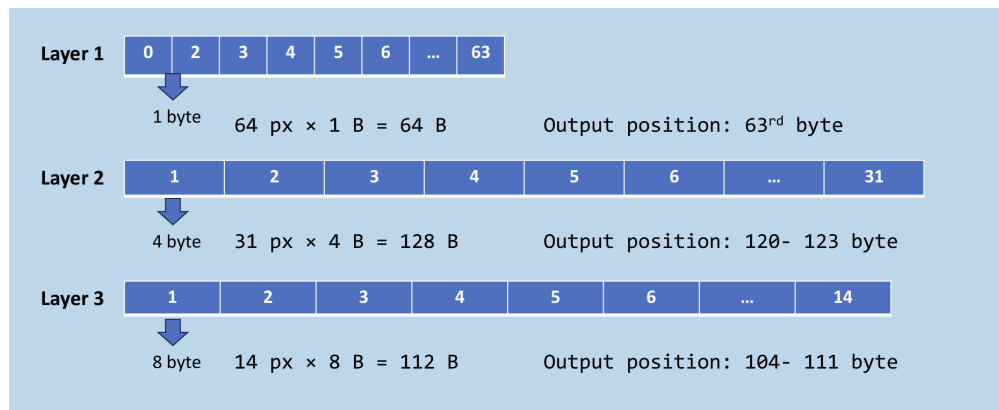 Layer 1 0 2 3 4 5 6 ... 63
1 byte
64 px × 1 B = 64 B Output position: 63rd byte
Layer 2 1 2 3 4 5 6 ... 31
4 byte 31 px × 4 B = 128 B Output position: 120- 123 byte
Layer 3 1 2 3 4 5 6 ... 14
8 byte 14 px × 8 B = 112 B Output position: 104- 111 byte